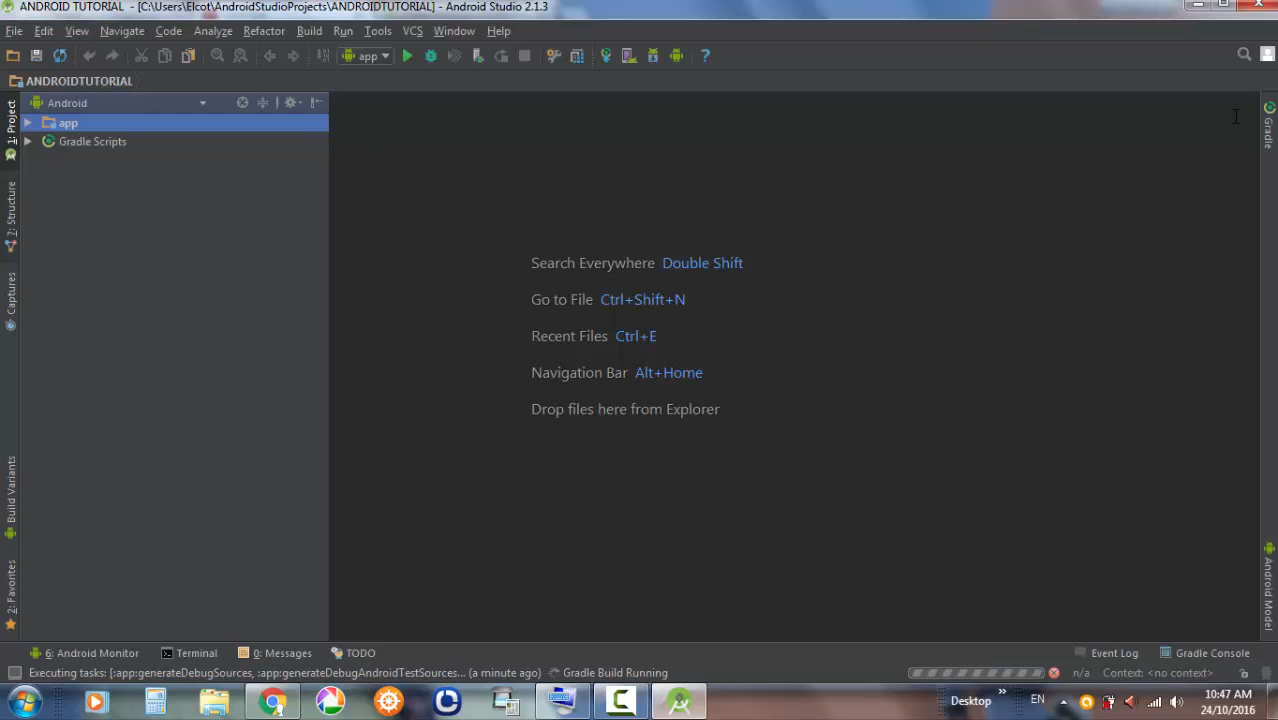 ANDROID TUTORIAL - [C:\Users\Elcot\AndroidStudioProjects\ANDROIDTUTORIAL] - Android Studio 2.1.3
File Edit View Navigate Code Analyze Refactor Build Run Tools VCS Window Help
app
ANDROIDTUTORIAL
1: Project
7: Structure
Captures
Build Variants
2: Favorites
Android
app
Gradle Scripts
Search Everywhere Double Shift
Go to File Ctrl+Shift+N
Recent Files Ctrl+E
Navigation Bar Alt+Home
Drop files here from Explorer
Gradle
Android Model
6: Android Monitor Terminal 0: Messages TODO Event Log Gradle Console
Executing tasks: [:app:generateDebugSources, :app:generateDebugAndroidTestSources... (a minute ago) Gradle Build Running n/a Context: <no context>
Desktop » EN 10:47 AM
24/10/2016